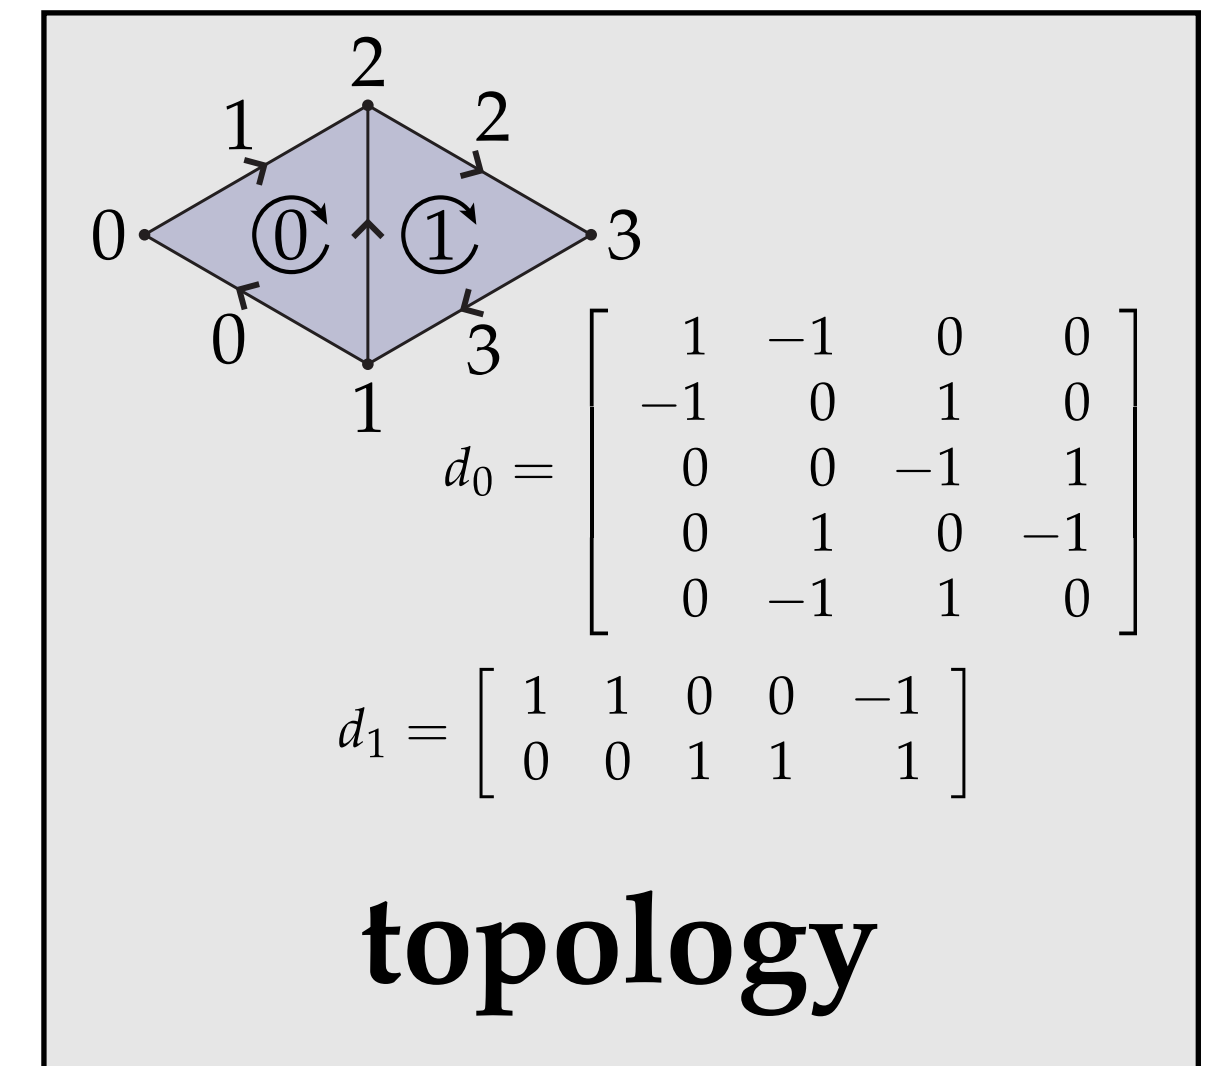 2
1 2
0 0 1 3
0 3
1
d₀ = [ 1 −1 0 0
−1 0 1 0
0 0 −1 1
0 1 0 −1
0 −1 1 0 ]
d₁ = [ 1 1 0 0 −1
0 0 1 1 1 ]
topology